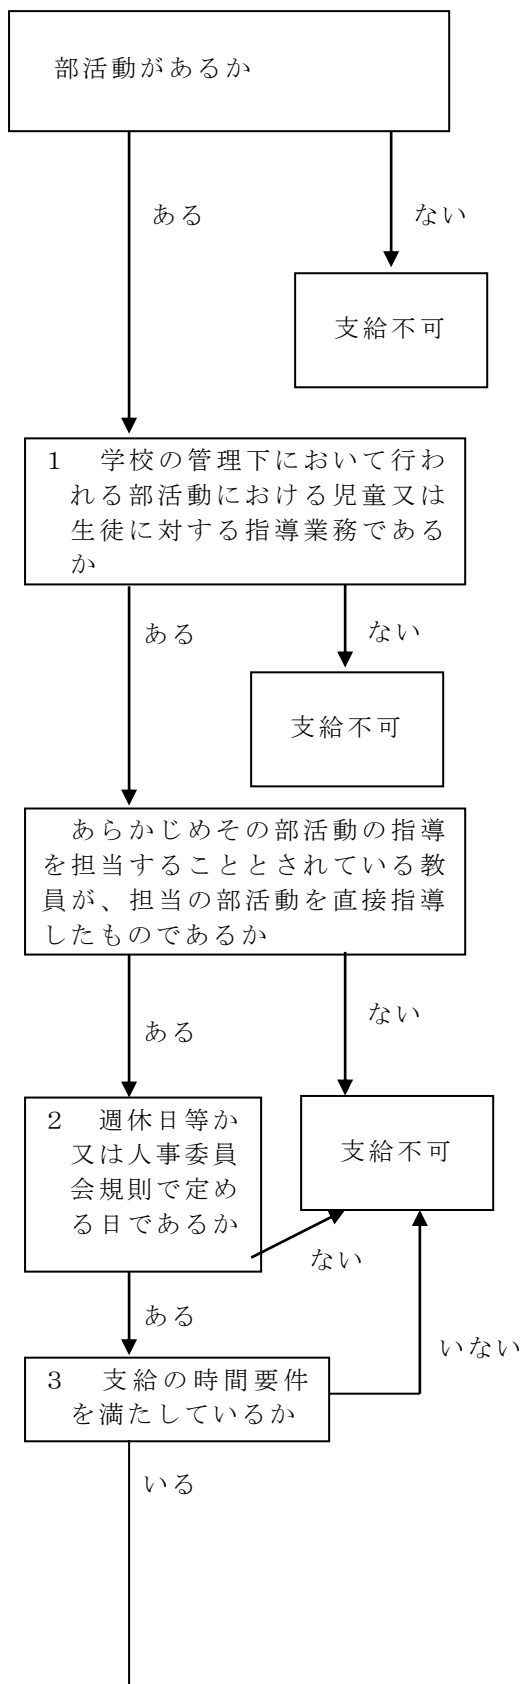 部活動があるか
ある
ない
支給不可
１　学校の管理下において行わ
れる部活動における児童又は
生徒に対する指導業務である
か
ある
ない
支給不可
あらかじめその部活動の指導
を担当することとされている教
員が、担当の部活動を直接指導
したものであるか
ある
ない
２　週休日等か
又は人事委員
会規則で定め
る日であるか
支給不可
ない
ある
いない
３　支給の時間要件
を満たしているか
いる